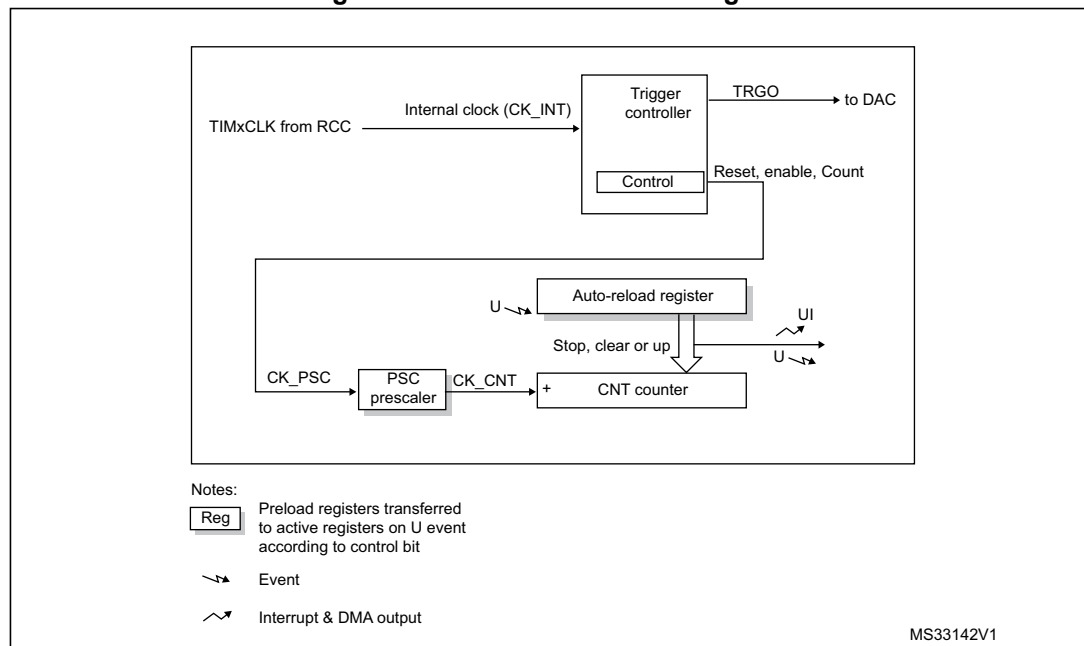 Trigger
controller
TRGO
to DAC
Internal clock (CK_INT)
TIMxCLK from RCC
Control
Reset, enable, Count
Auto-reload register
U
UI
Stop, clear or up
U
CK_PSC
PSC
prescaler
CK_CNT
+
CNT counter
Notes:
Reg
Preload registers transferred
to active registers on U event
according to control bit
Event
Interrupt & DMA output
MS33142V1